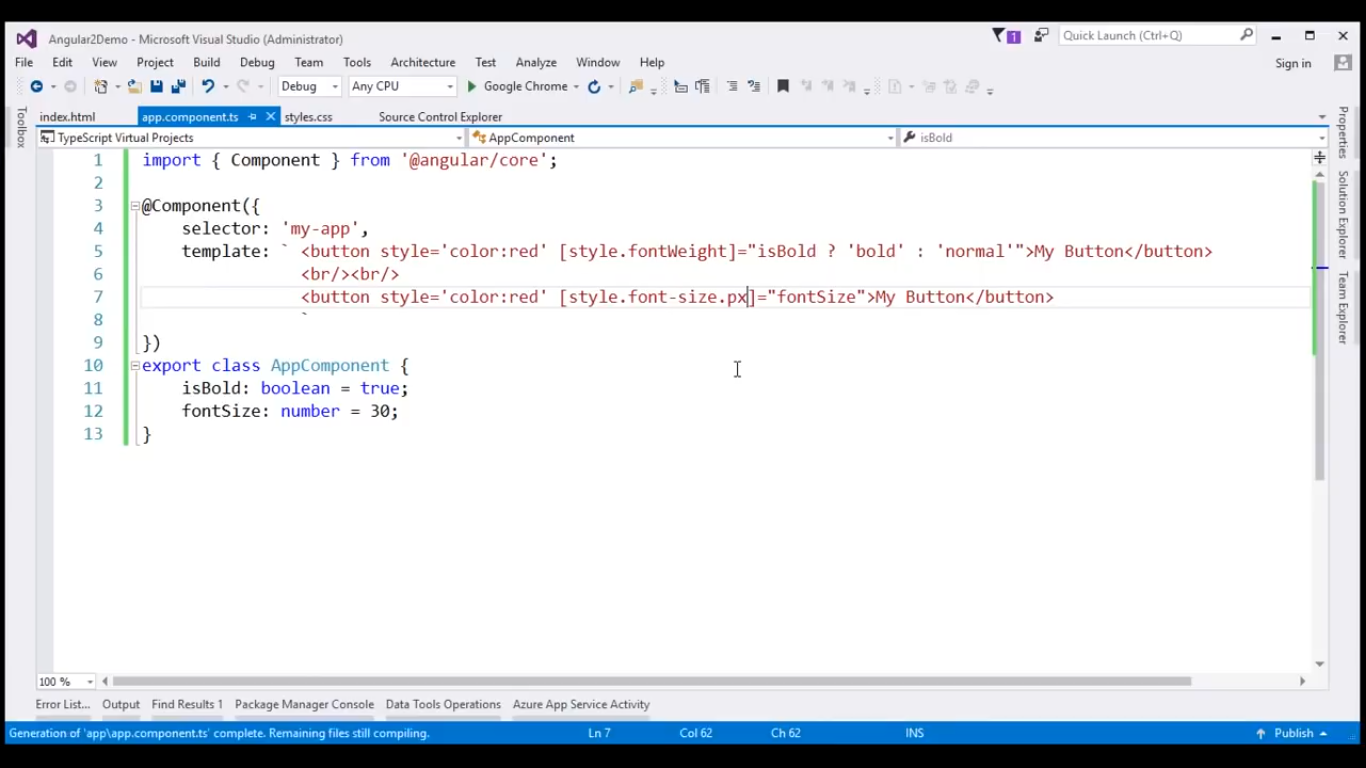 Angular2Demo - Microsoft Visual Studio (Administrator)
1
Quick Launch (Ctrl+Q)
File Edit View Project Build Debug Team Tools Architecture Test Analyze Window Help
Sign in
Debug Any CPU Google Chrome
index.html app.component.ts styles.css Source Control Explorer
Toolbox
Properties
Solution Explorer
Team Explorer
TypeScript Virtual Projects AppComponent isBold
1 import { Component } from '@angular/core';
2
3 @Component({
4 selector: 'my-app',
5 template: ` <button style='color:red' [style.fontWeight]="isBold ? 'bold' : 'normal'">My Button</button>
6 <br/><br/>
7 <button style='color:red' [style.font-size.px]="fontSize">My Button</button>
8 `
9 })
10 export class AppComponent {
11 isBold: boolean = true;
12 fontSize: number = 30;
13 }
100 %
Error List... Output Find Results 1 Package Manager Console Data Tools Operations Azure App Service Activity
Generation of 'app\app.component.ts' complete. Remaining files still compiling. Ln 7 Col 62 Ch 62 INS Publish